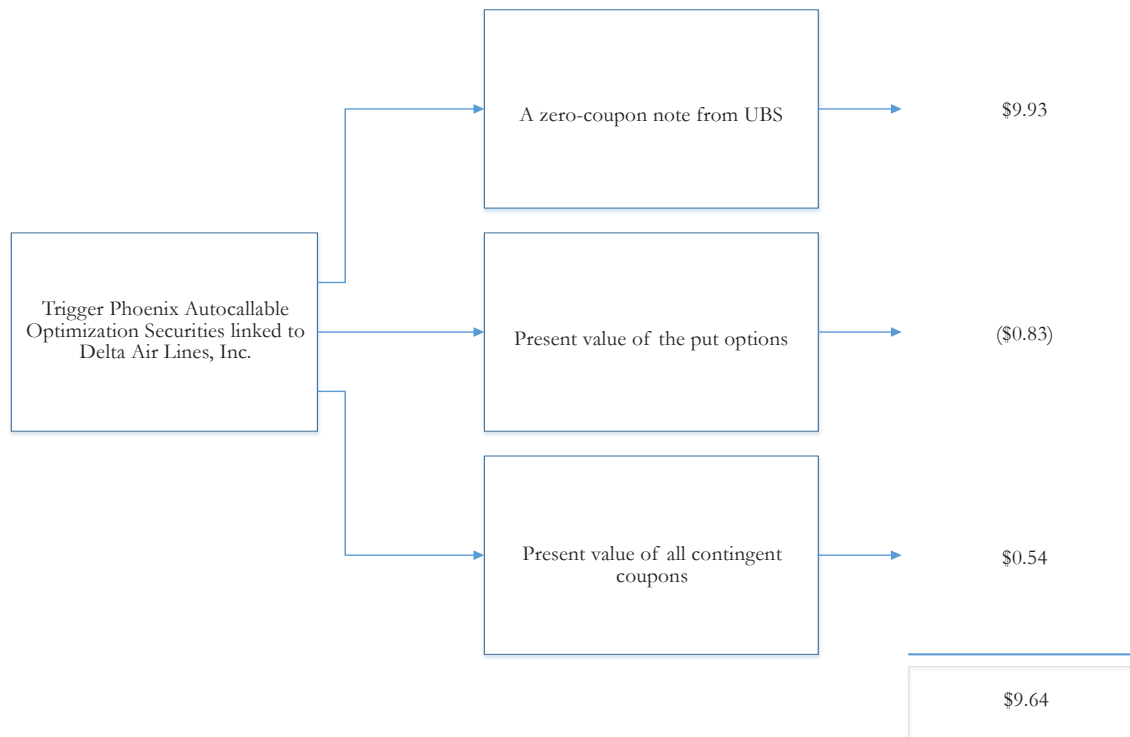 A zero-coupon note from UBS
$9.93
Trigger Phoenix Autocallable
Optimization Securities linked to
Delta Air Lines, Inc.
Present value of the put options
($0.83)
Present value of all contingent
coupons
$0.54
$9.64